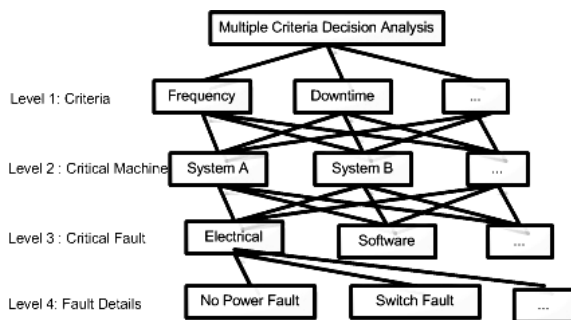 Multiple Criteria Decision Analysis
Level 1: Criteria Frequency Downtime ...
Level 2 : Critical Machine System A System B ...
Level 3 : Critical Fault Electrical Software ...
Level 4: Fault Details No Power Fault Switch Fault ...